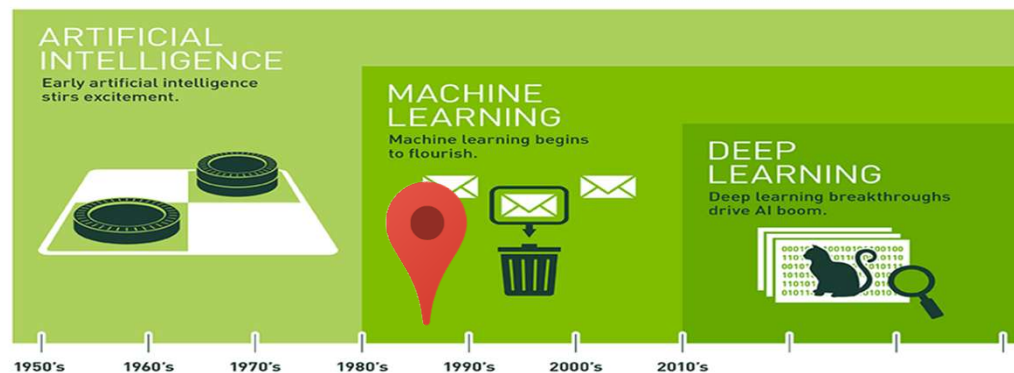 ARTIFICIAL
INTELLIGENCE
Early artificial intelligence
stirs excitement.
MACHINE
LEARNING
Machine learning begins
to flourish.
DEEP
LEARNING
Deep learning breakthroughs
drive AI boom.
1950's 1960's 1970's 1980's 1990's 2000's 2010's